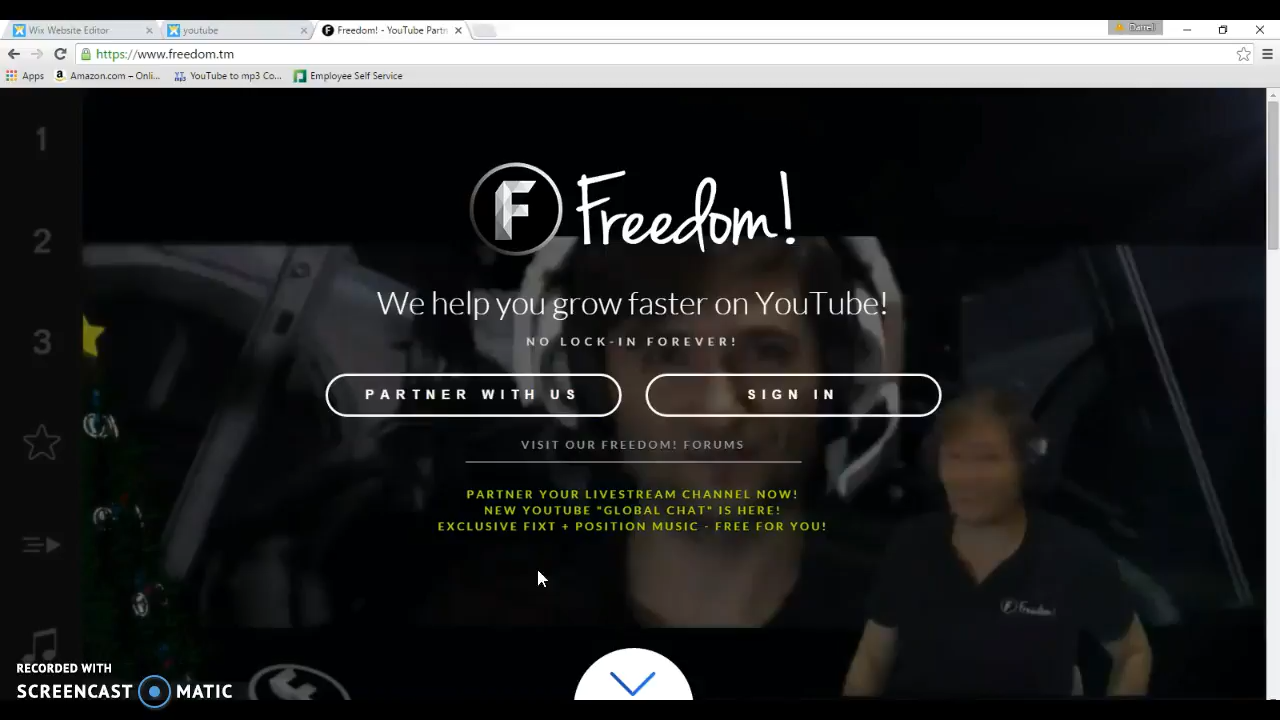 Wix Website Editor
youtube
Freedom! - YouTube Partn
Darrell
https://www.freedom.tm
Apps
Amazon.com – Onli...
YouTube to mp3 Co...
Employee Self Service
1
2
3
F Freedom!
We help you grow faster on YouTube!
NO LOCK-IN FOREVER!
PARTNER WITH US
SIGN IN
VISIT OUR FREEDOM! FORUMS
PARTNER YOUR LIVESTREAM CHANNEL NOW!
NEW YOUTUBE "GLOBAL CHAT" IS HERE!
EXCLUSIVE FIXT + POSITION MUSIC - FREE FOR YOU!
F Freedom!
RECORDED WITH
SCREENCAST MATIC